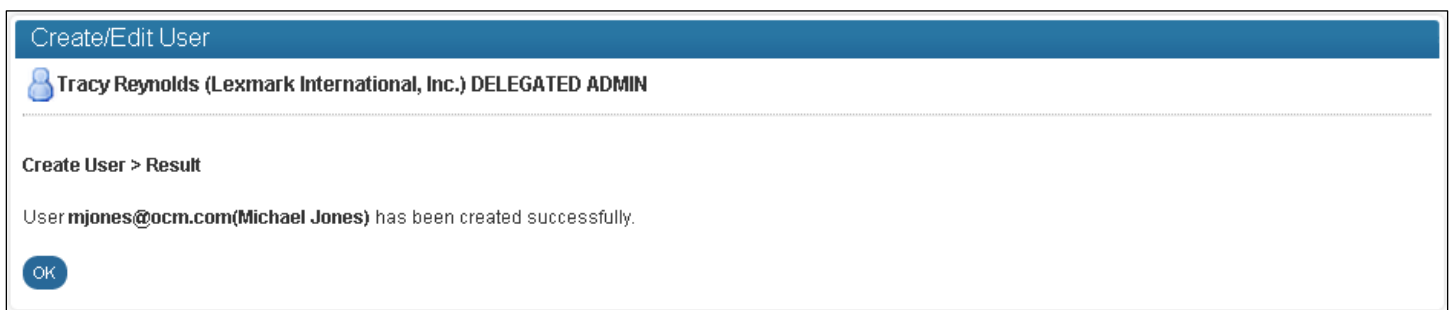 Create/Edit User
Tracy Reynolds (Lexmark International, Inc.) DELEGATED ADMIN
Create User > Result
User mjones@ocm.com(Michael Jones) has been created successfully.
OK